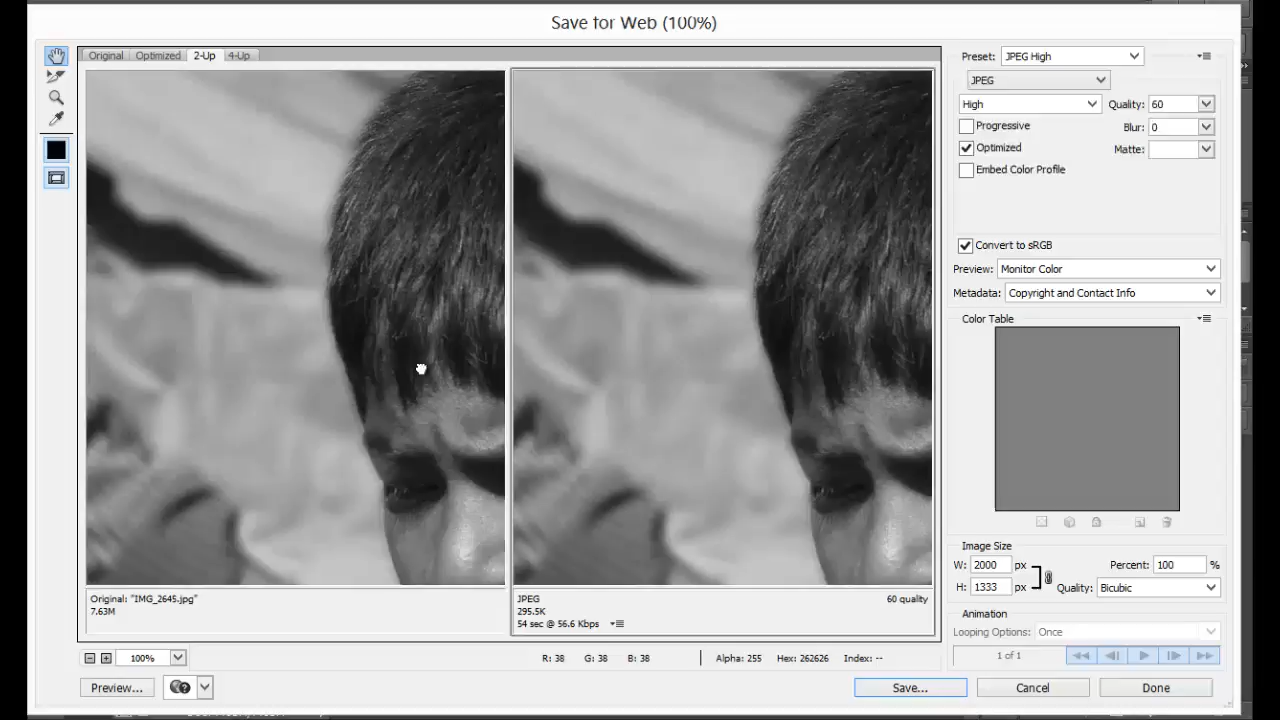 Save for Web (100%)
Original Optimized 2-Up 4-Up
Preset: JPEG High
JPEG
High Quality: 60
Progressive Blur: 0
Optimized Matte:
Embed Color Profile
Convert to sRGB
Preview: Monitor Color
Metadata: Copyright and Contact Info
Color Table
Image Size
W: 2000 px Percent: 100 %
H: 1333 px Quality: Bicubic
Animation
Looping Options: Once
1 of 1
Original: "IMG_2645.jpg"
7.63M
JPEG 60 quality
295.5K
54 sec @ 56.6 Kbps
100% R: 38 G: 38 B: 38 Alpha: 255 Hex: 262626 Index: --
Preview... Save... Cancel Done